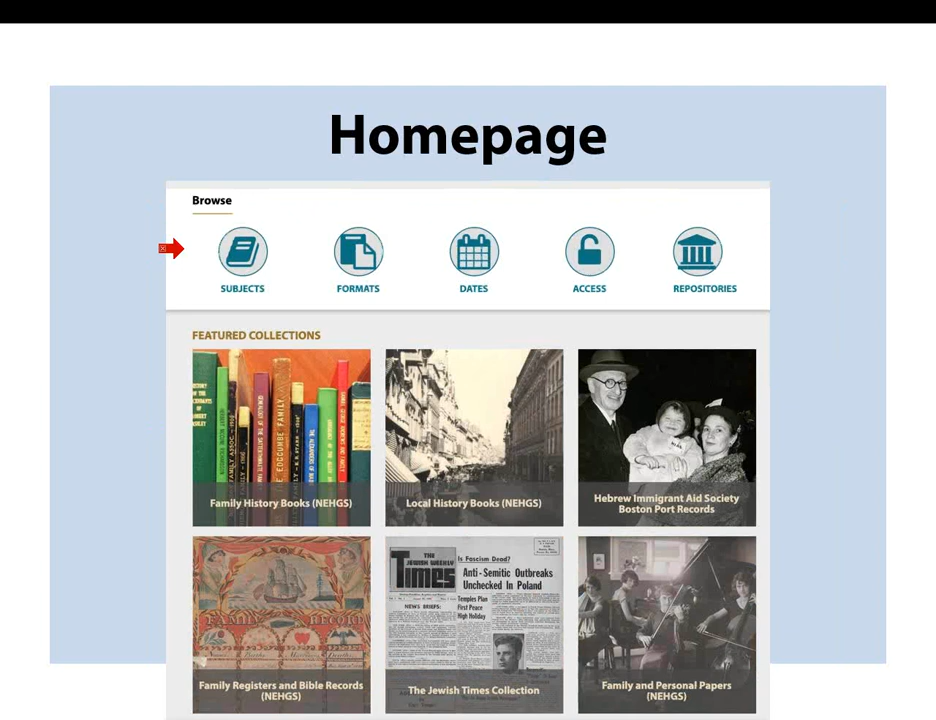 Homepage
Browse
SUBJECTS
FORMATS
DATES
ACCESS
REPOSITORIES
FEATURED COLLECTIONS
Family History Books (NEHGS)
Local History Books (NEHGS)
Hebrew Immigrant Aid Society
Boston Port Records
FAMILY RECORD
Family Registers and Bible Records
(NEHGS)
THE
JEWISH WEEKLY
Times
Is Fascism Dead?
Anti-Semitic Outbreaks
Unchecked In Poland
NEWS BRIEFS:
Temples Plan
First Peace
High Holiday
The Jewish Times Collection
Family and Personal Papers
(NEHGS)